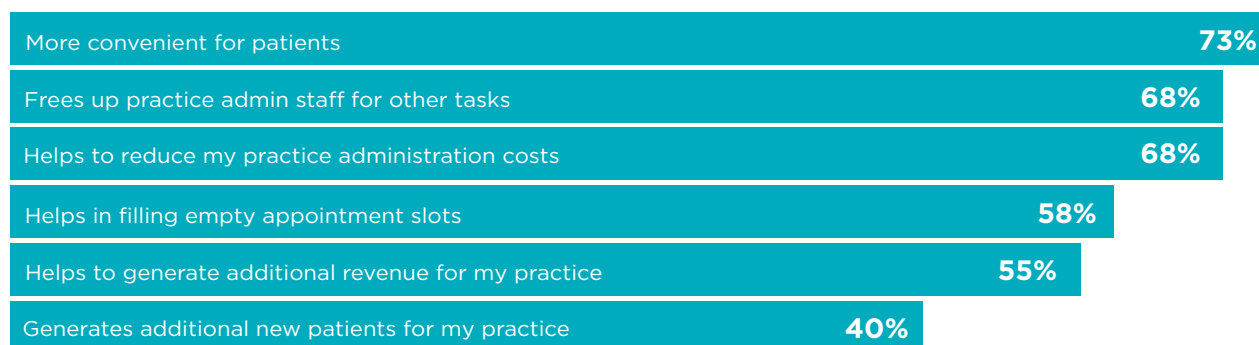 More convenient for patients 73%
Frees up practice admin staff for other tasks 68%
Helps to reduce my practice administration costs 68%
Helps in filling empty appointment slots 58%
Helps to generate additional revenue for my practice 55%
Generates additional new patients for my practice 40%